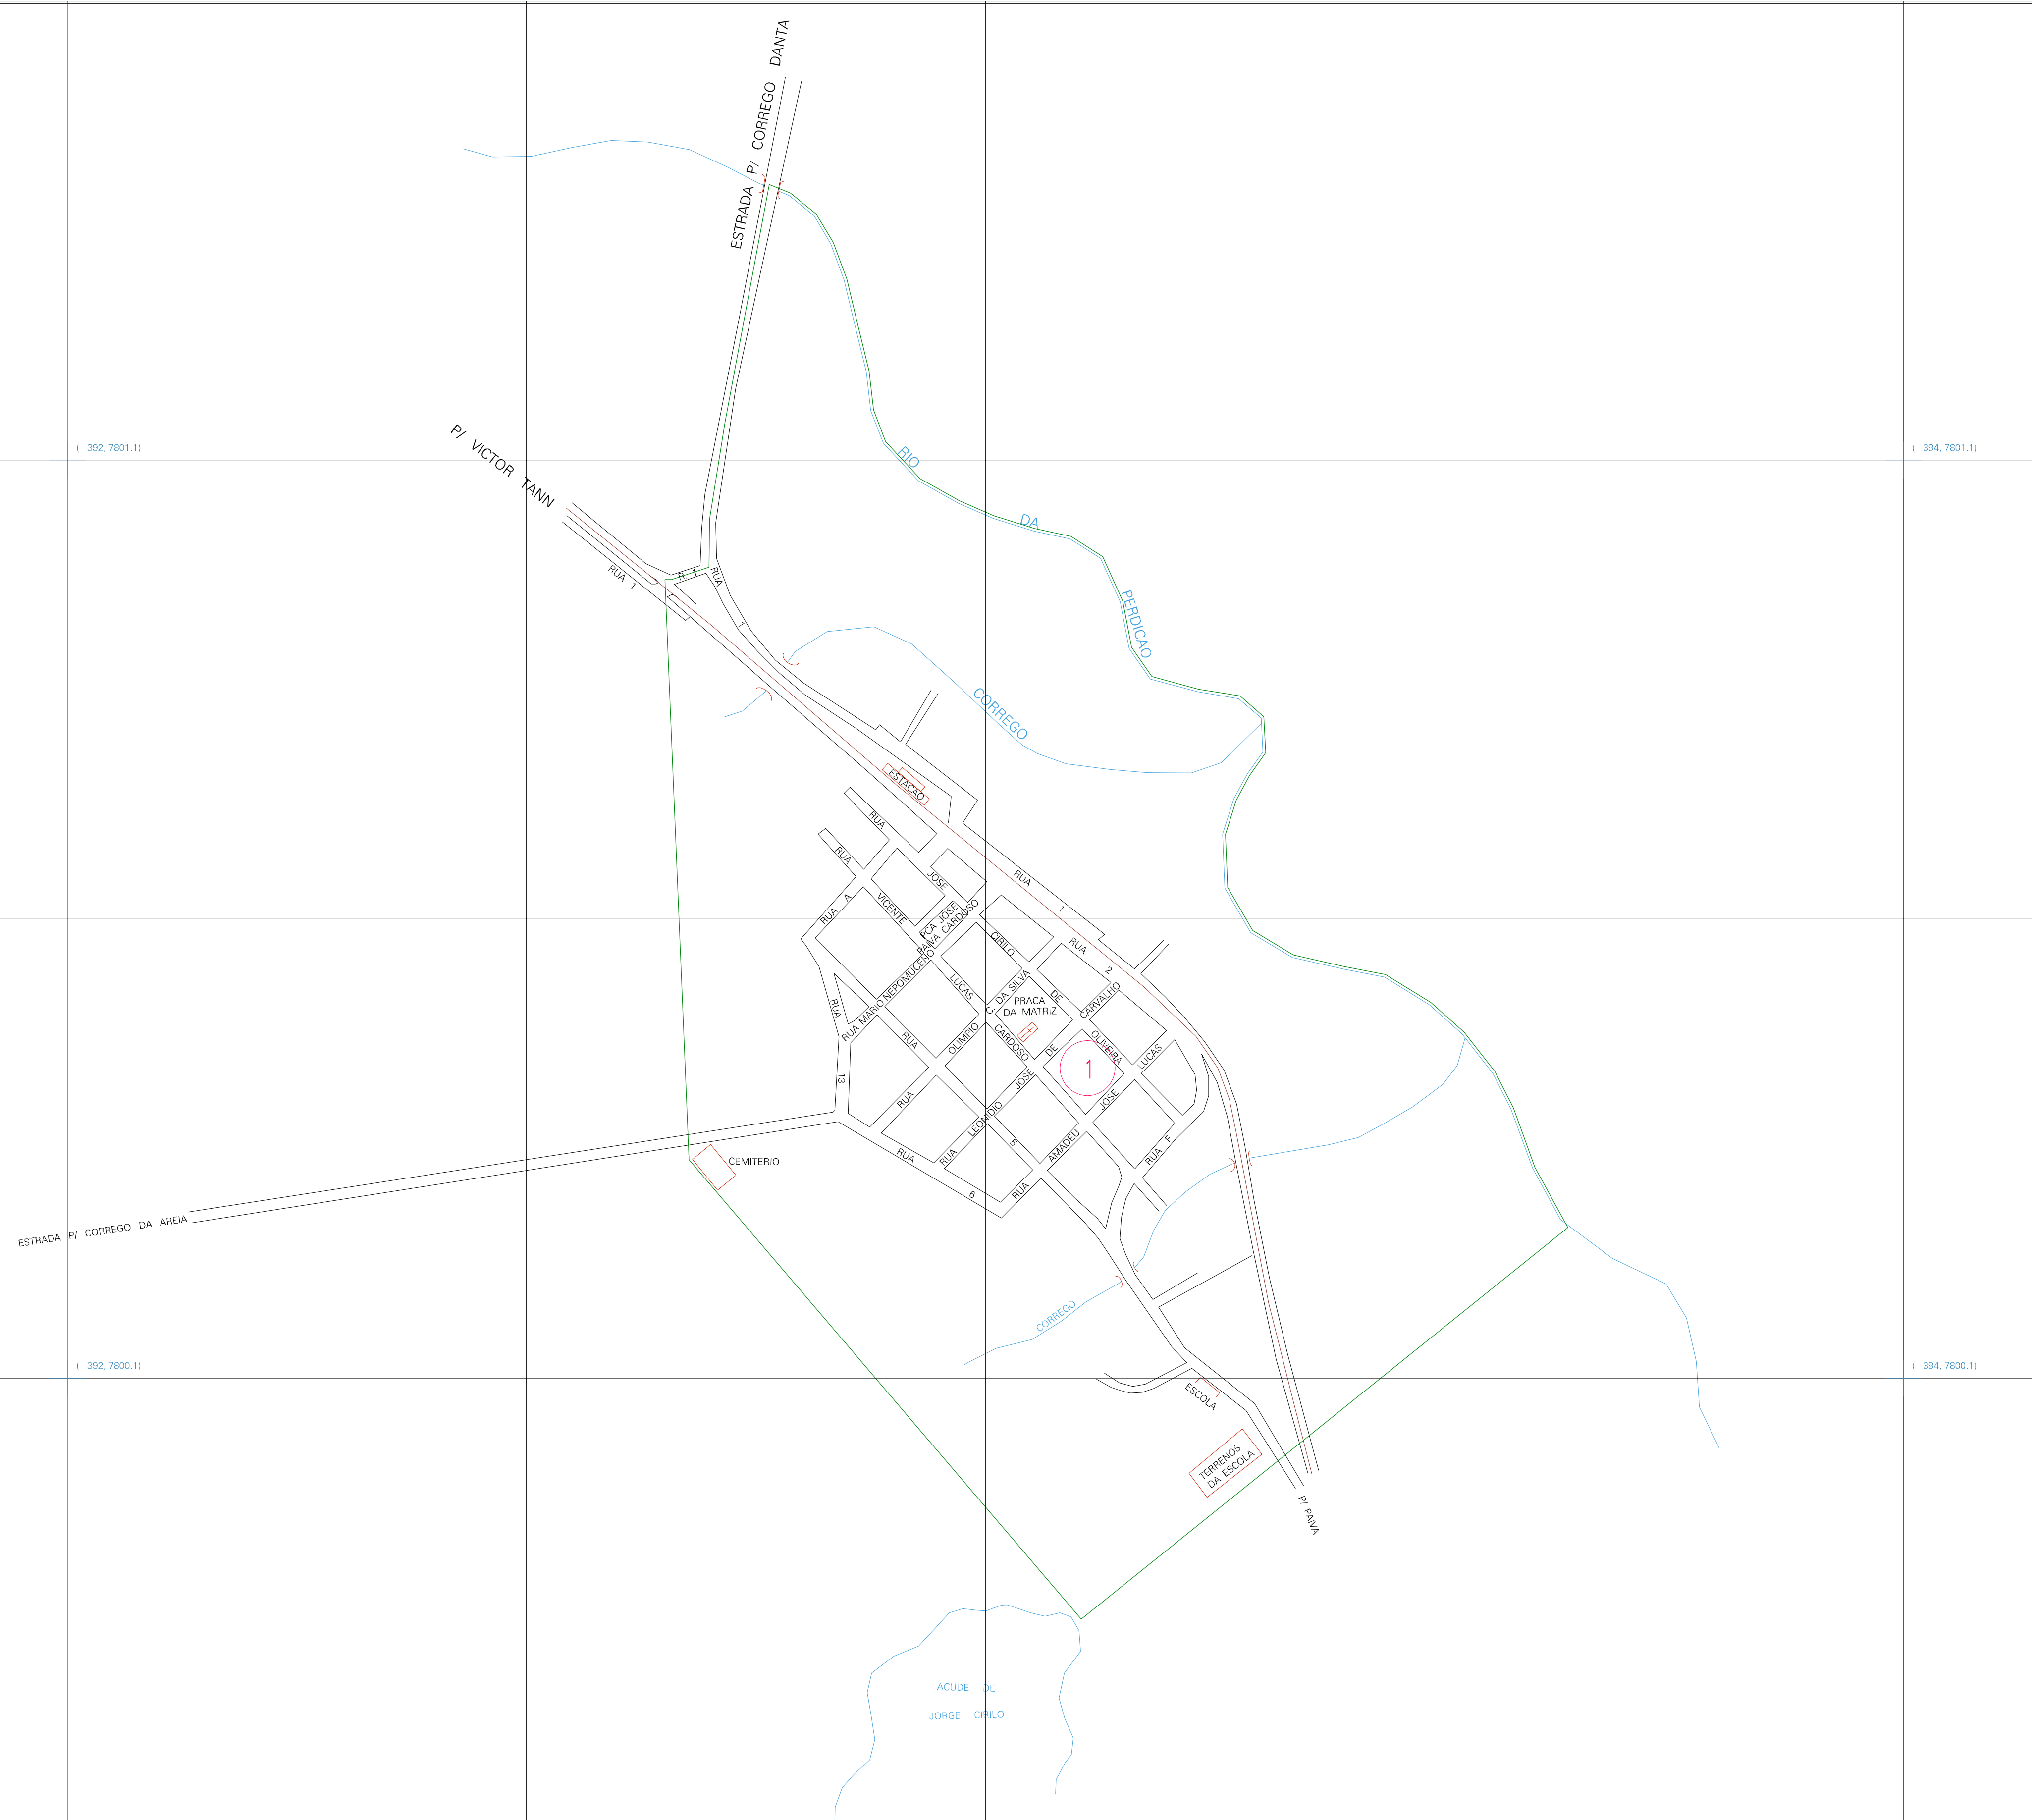 ESTRADA P/ CORREGO DANTA
( 392, 7801.1)
( 394, 7801.1)
P/ VICTOR TANN
RIO DA PERDICAO
RUA 1
R. 1
RUA 1
CORREGO
ESTACAO
RUA JOSE CIRILO DE OLIVEIRA
RUA VICENTE LUCAS CARDOSO
RUA 1
RUA A
PCA JOSE
PAIVA CARDOSO
RUA 2
RUA MARIO NEPOMUCENO
RUA OLIMPIO C DA SILVA
PRACA
DA MATRIZ
RUA LEONIDIO JOSE DE CARVALHO
RUA 13
RUA 5
1
RUA AMADEU JOSE LUCAS
RUA F
RUA 6
CEMITERIO
ESTRADA P/ CORREGO DA AREIA
CORREGO
( 392, 7800.1)
( 394, 7800.1)
ESCOLA
TERRENOS
DA ESCOLA
P/ PAIVA
ACUDE DE
JORGE CIRILO